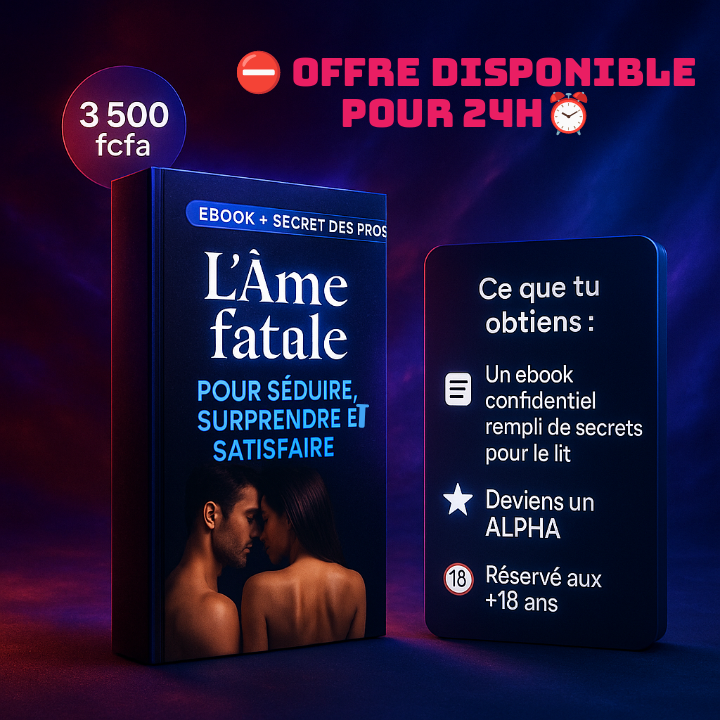 ⛔ OFFRE DISPONIBLE
POUR 24H⏰
3 500
fcfa
EBOOK + SECRET DES PROS
L'Âme
fatale
POUR SÉDUIRE,
SURPRENDRE ET
SATISFAIRE
Ce que tu
obtiens :
Un ebook
confidentiel
rempli de secrets
pour le lit
Deviens un
ALPHA
18
Réservé aux
+18 ans